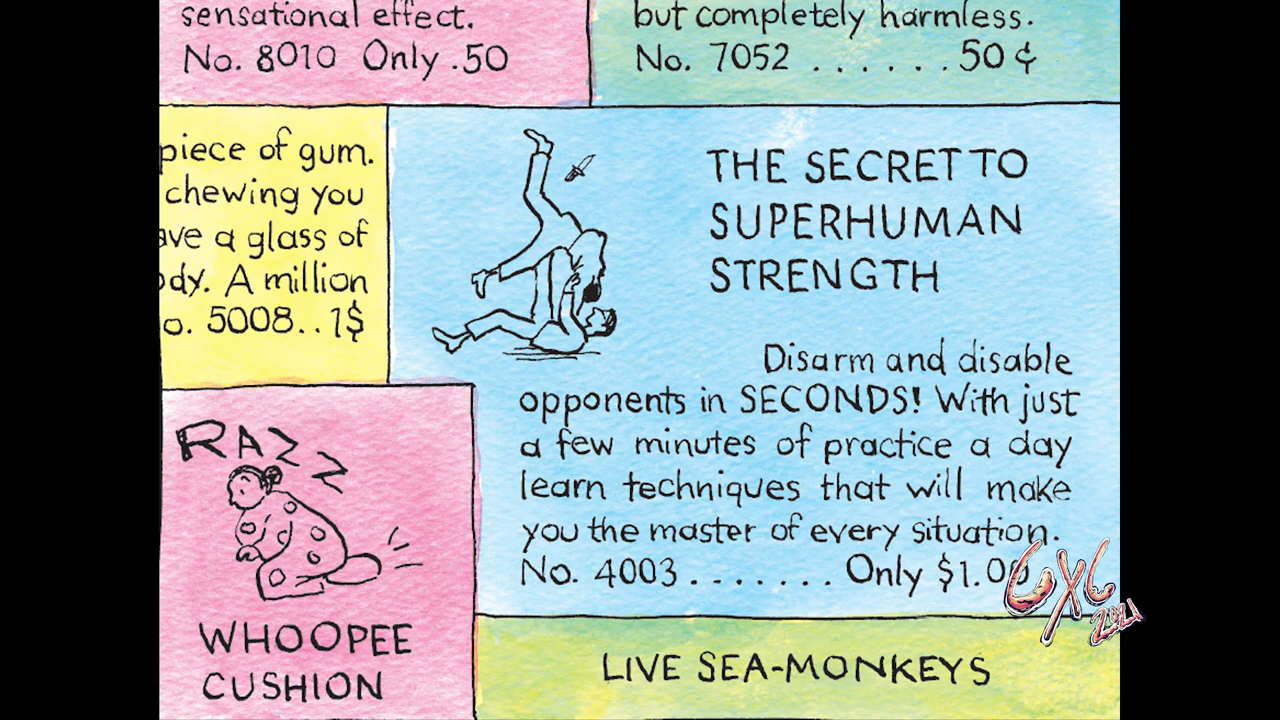 sensational effect.
No. 8010 Only .50
but completely harmless.
No. 7052 ...... 50 ¢
piece of gum.
chewing you
ave a glass of
ody. A million
o. 5008..1$
THE SECRET TO
SUPERHUMAN
STRENGTH
Disarm and disable
opponents in SECONDS! With just
a few minutes of practice a day
learn techniques that will make
you the master of every situation.
No. 4003....... Only $1.00
RAZZ
WHOOPEE
CUSHION
LIVE SEA-MONKEYS
6X6
2021